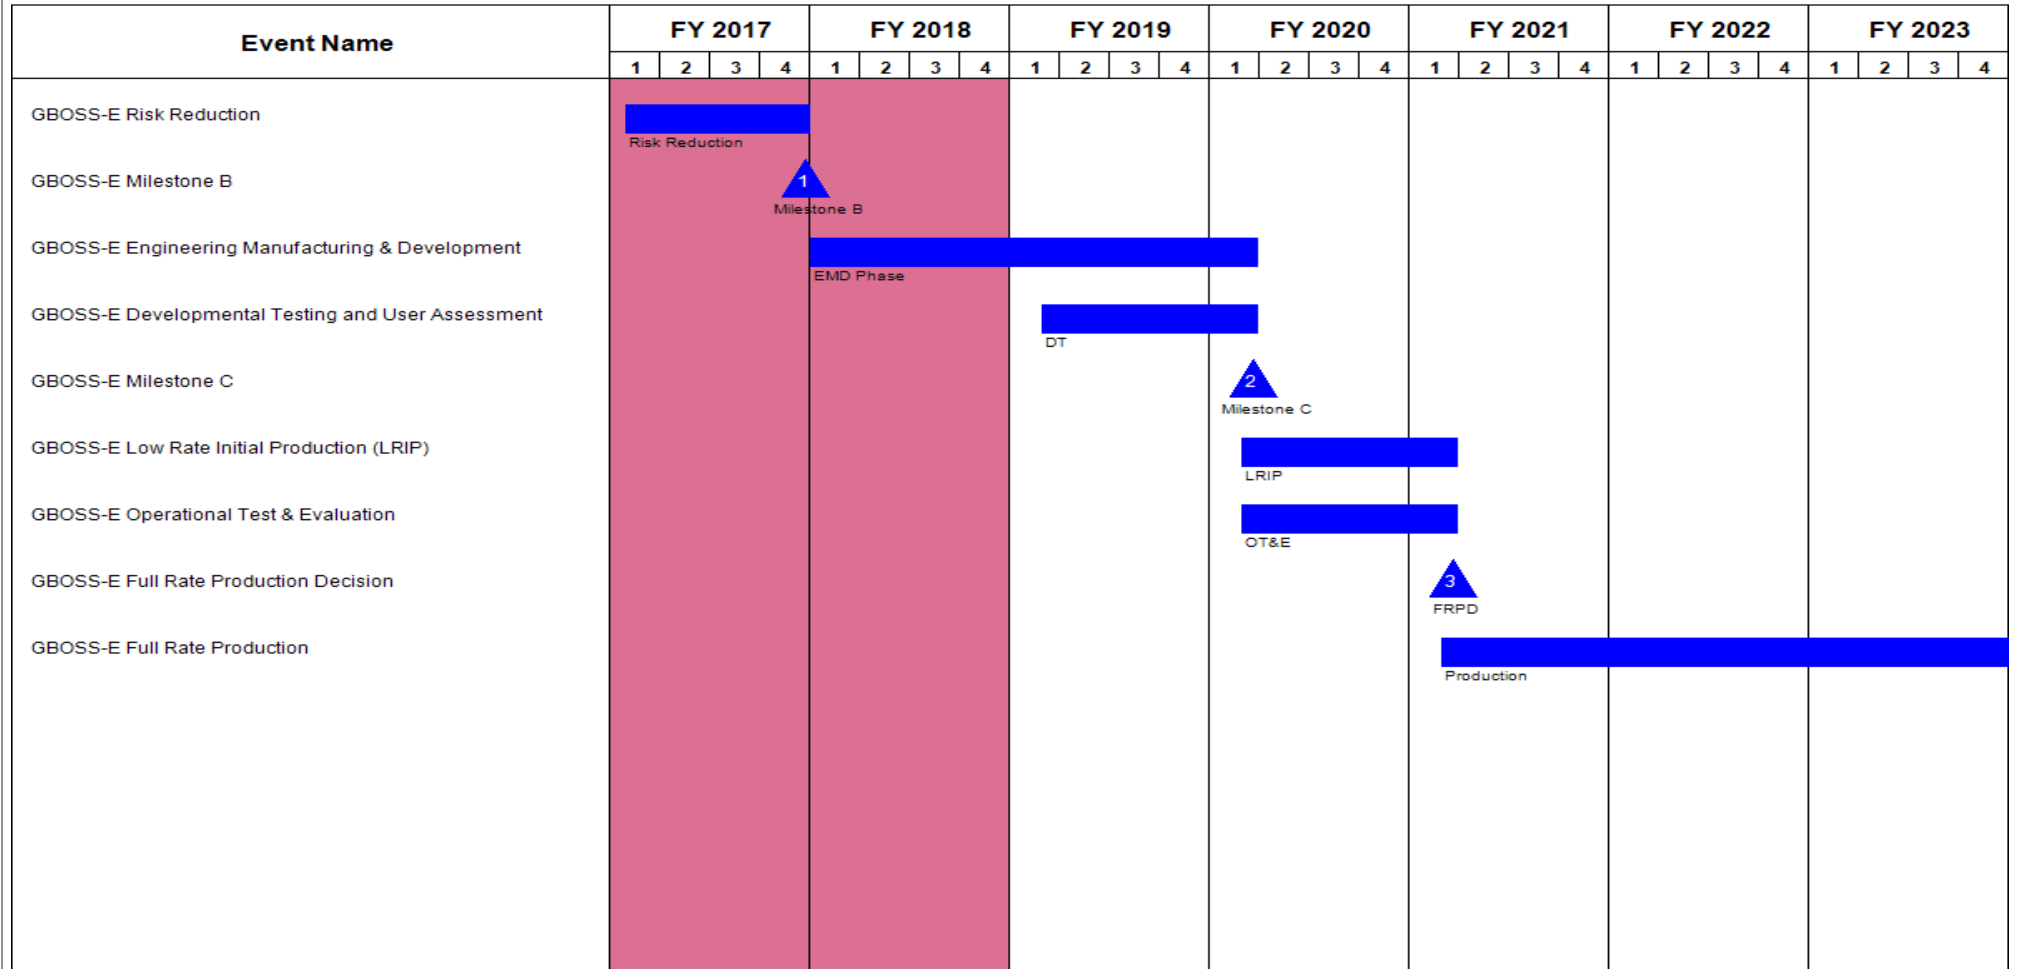 Event Name
FY 2017 FY 2018 FY 2019 FY 2020 FY 2021 FY 2022 FY 2023
1 2 3 4 1 2 3 4 1 2 3 4 1 2 3 4 1 2 3 4 1 2 3 4 1 2 3 4
GBOSS-E Risk Reduction
Risk Reduction
GBOSS-E Milestone B
1
Milestone B
GBOSS-E Engineering Manufacturing & Development
EMD Phase
GBOSS-E Developmental Testing and User Assessment
DT
GBOSS-E Milestone C
2
Milestone C
GBOSS-E Low Rate Initial Production (LRIP)
LRIP
GBOSS-E Operational Test & Evaluation
OT&E
GBOSS-E Full Rate Production Decision
3
FRPD
GBOSS-E Full Rate Production
Production